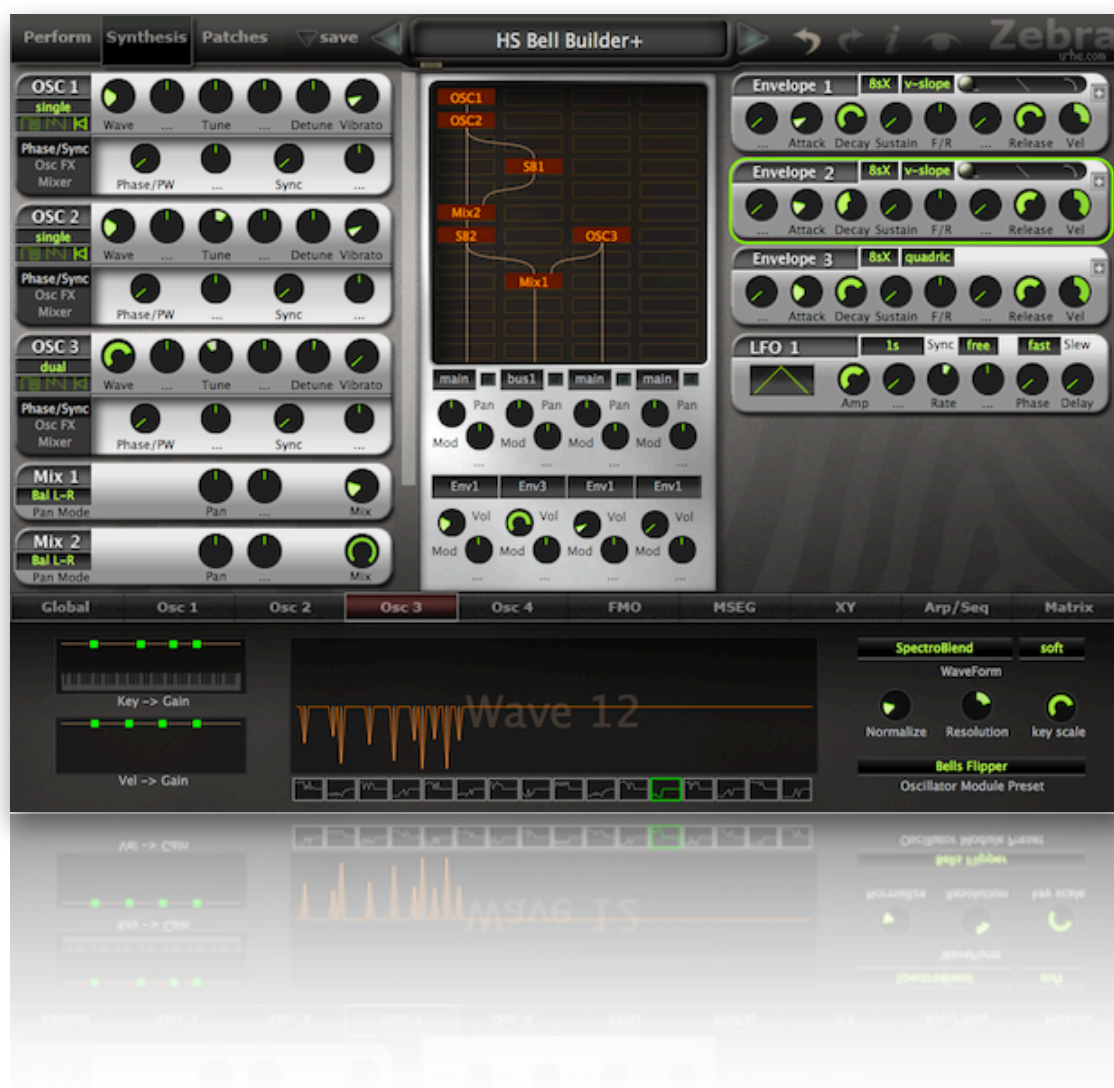 Perform Synthesis Patches save HS Bell Builder+ Zebra
u-he.com
OSC 1
single
Wave ... Tune ... Detune Vibrato
Phase/Sync
Osc FX
Mixer
Phase/PW ... Sync ...
OSC 2
single
Wave ... Tune ... Detune Vibrato
Phase/Sync
Osc FX
Mixer
Phase/PW ... Sync ...
OSC 3
dual
Wave ... Tune ... Detune Vibrato
Phase/Sync
Osc FX
Mixer
Phase/PW ... Sync ...
Mix 1
Bal L-R
Pan Mode Pan ... Mix
Mix 2
Bal L-R
Pan Mode Pan ... Mix
OSC1
OSC2
SB1
Mix2
SB2 OSC3
Mix1
main bus1 main main
Pan Pan Pan Pan
Mod Mod Mod Mod
... ... ... ...
Env1 Env3 Env1 Env1
Vol Vol Vol Vol
Mod Mod Mod Mod
... ... ... ...
Envelope 1 8sX v-slope
... Attack Decay Sustain F/R ... Release Vel
Envelope 2 8sX v-slope
... Attack Decay Sustain F/R ... Release Vel
Envelope 3 8sX quadric
... Attack Decay Sustain F/R ... Release Vel
LFO 1 1s Sync free fast Slew
Amp ... Rate ... Phase Delay
Global Osc 1 Osc 2 Osc 3 Osc 4 FMO MSEG XY Arp/Seq Matrix
Key -> Gain
Vel -> Gain
Wave 12
SpectroBlend soft
WaveForm
Normalize Resolution key scale
Bells Flipper
Oscillator Module Preset